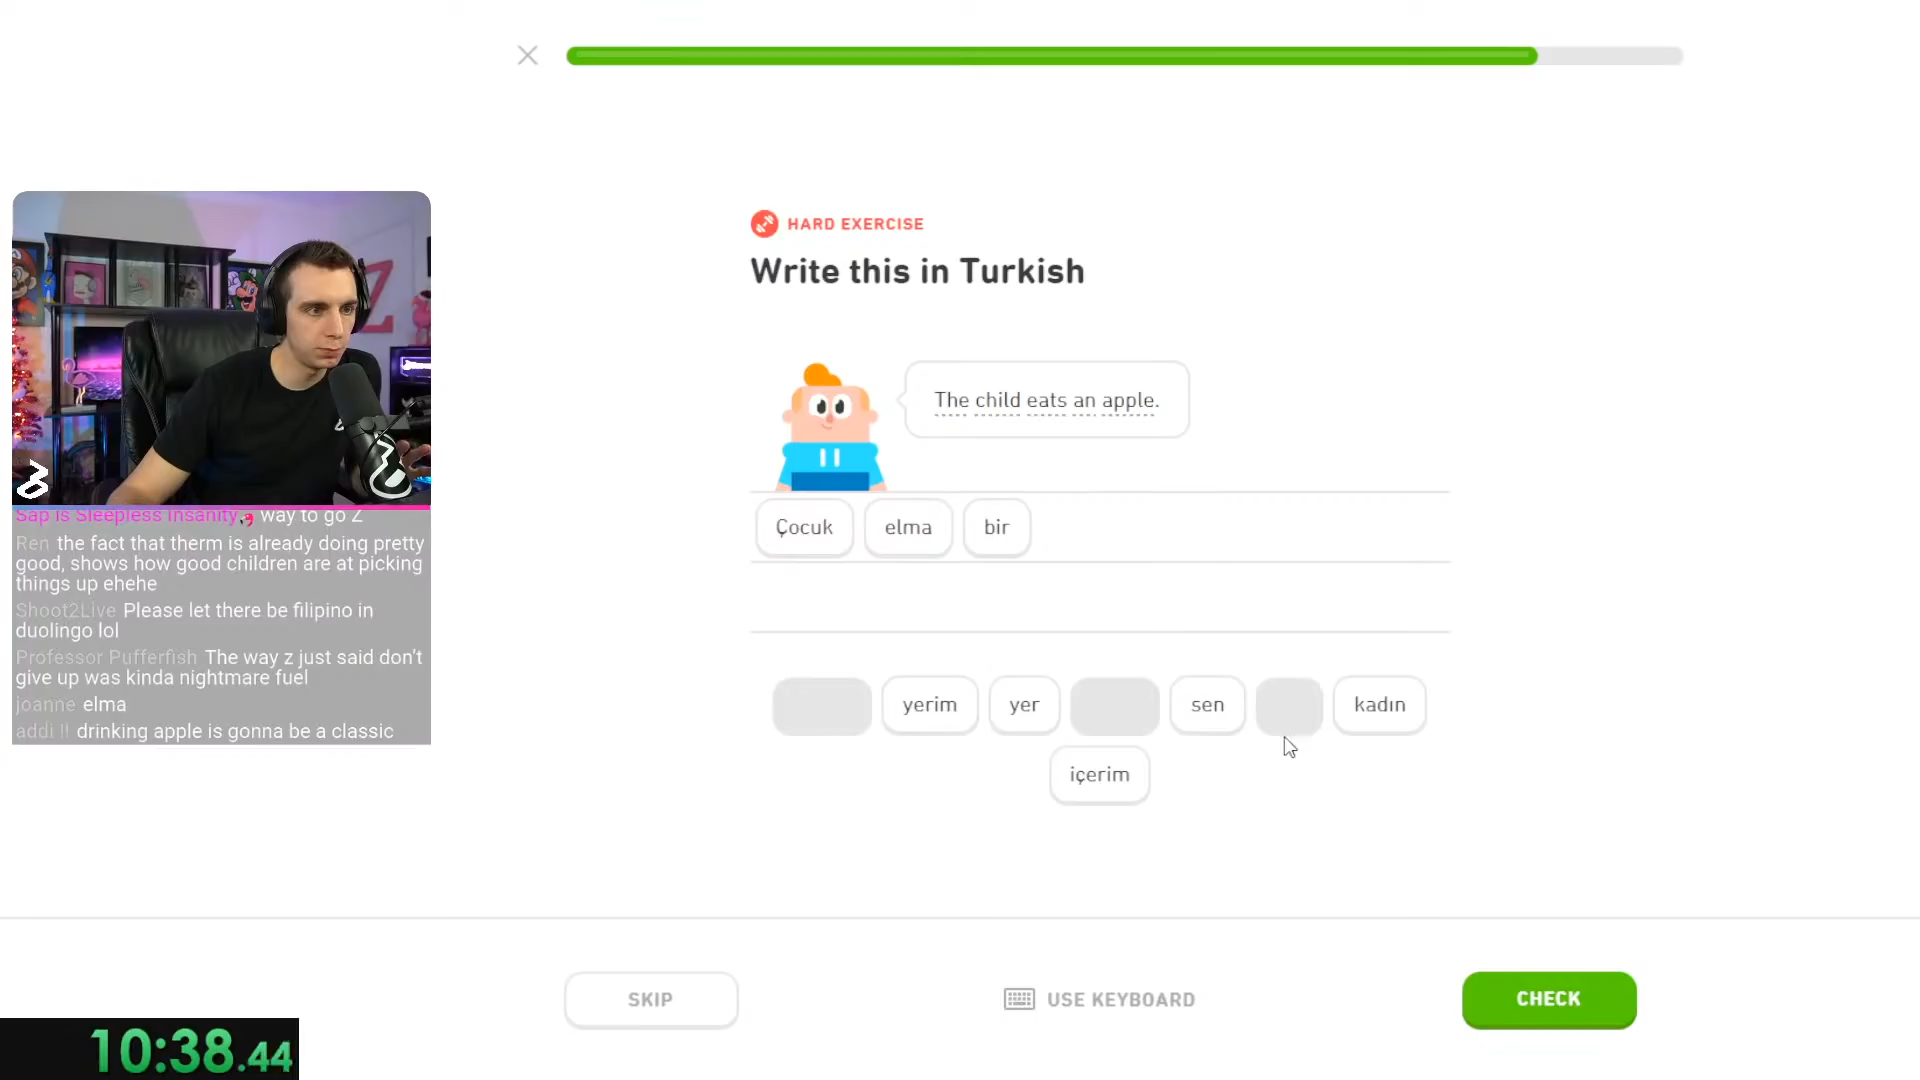 HARD EXERCISE
Write this in Turkish
The child eats an apple.
Çocuk elma bir
yerim yer sen kadın
içerim
SKIP USE KEYBOARD CHECK
Sap is Sleepless Insanity way to go Z
Ren the fact that therm is already doing pretty
good, shows how good children are at picking
things up ehehe
Shoot2Live Please let there be filipino in
duolingo lol
Professor Pufferfish The way z just said don't
give up was kinda nightmare fuel
joanne elma
addi !! drinking apple is gonna be a classic
10:38.44